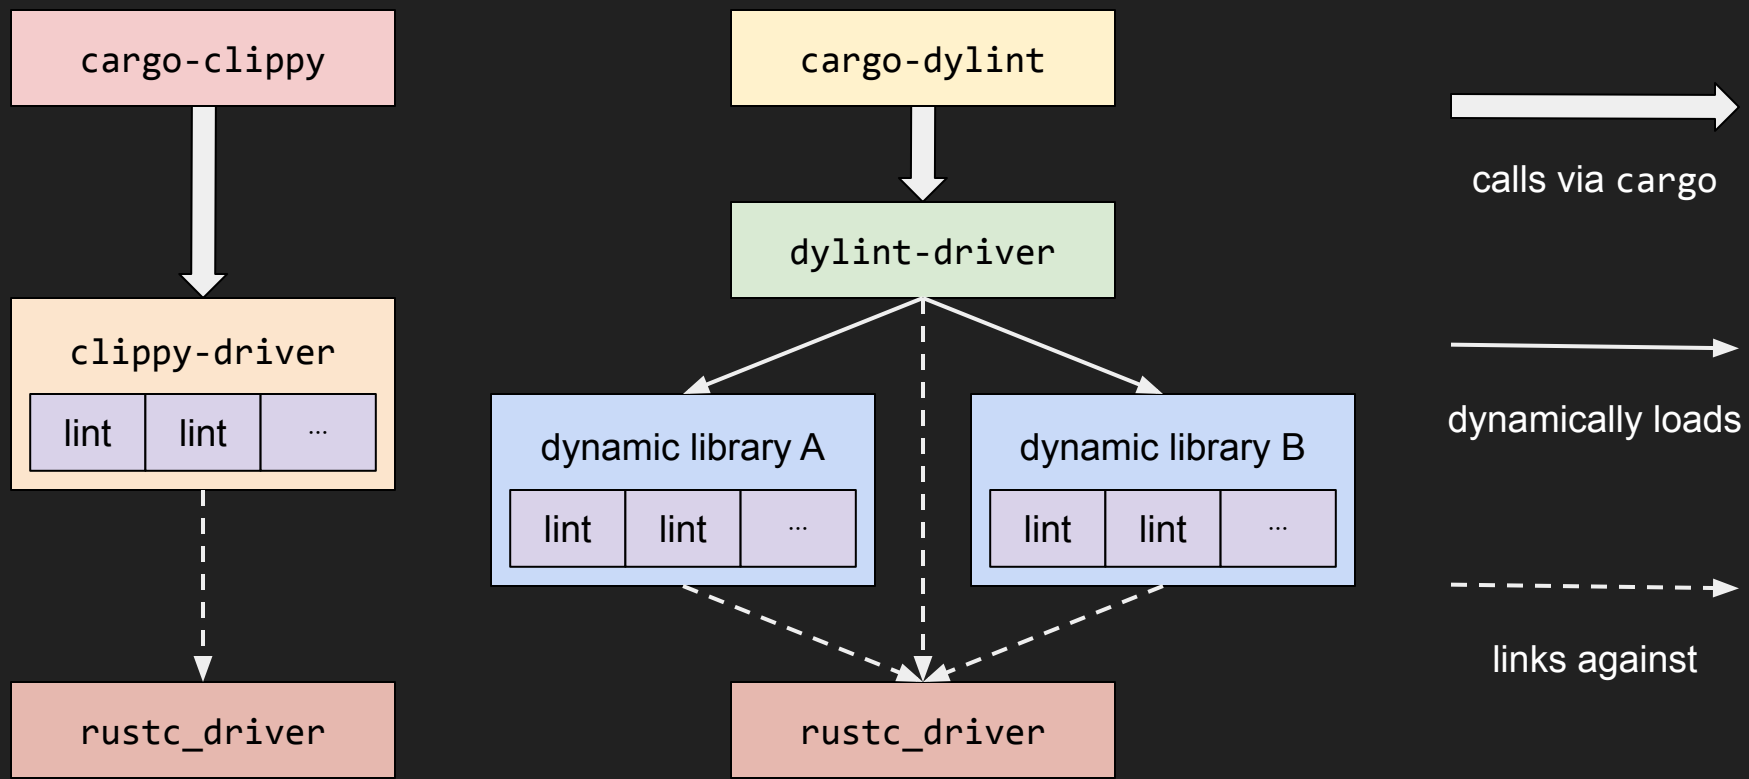 cargo-clippy
clippy-driver
lint lint ...
rustc_driver
cargo-dylint
dylint-driver
dynamic library A
lint lint ...
dynamic library B
lint lint ...
rustc_driver
calls via cargo
dynamically loads
links against